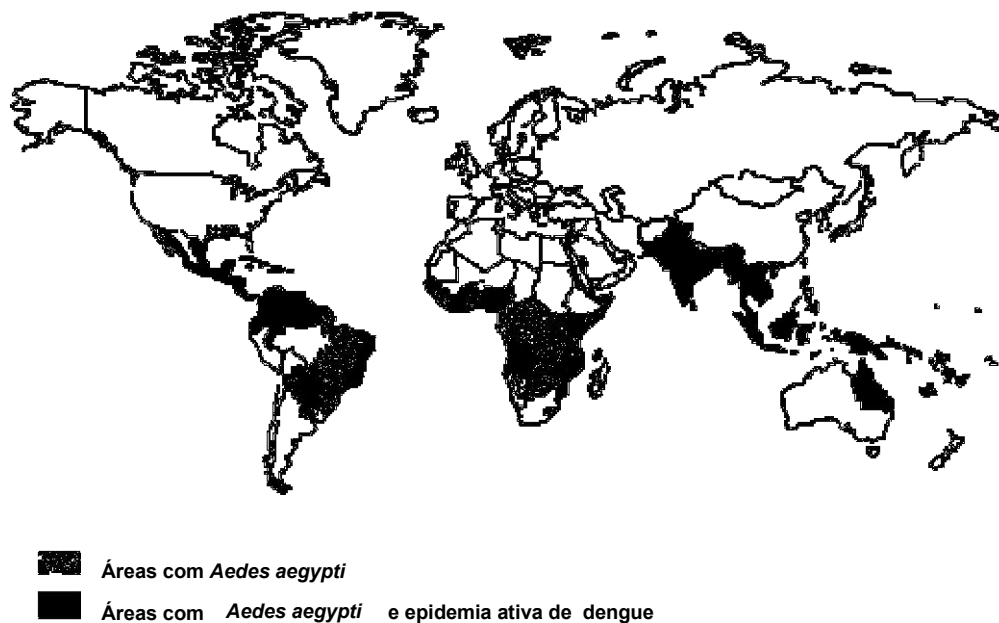 Áreas com Aedes aegypti
Áreas com Aedes aegypti e epidemia ativa de dengue